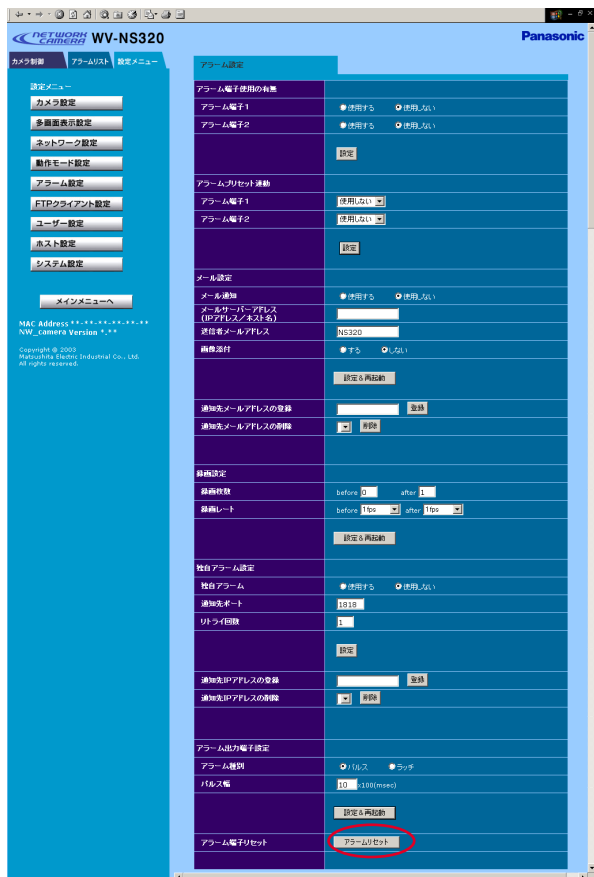 NETWORK CAMERA WV-NS320
Panasonic
カメラ制御 アラームリスト 設定メニュー
設定メニュー
カメラ設定
多画面表示設定
ネットワーク設定
動作モード設定
アラーム設定
FTPクライアント設定
ユーザー設定
ホスト設定
システム設定
メインメニューへ
MAC Address **-**-**-**-**-**
NW_camera Version *.**
Copyright @ 2003
Matsushita Electric Industrial Co., Ltd.
All rights reserved.
アラーム設定
アラーム端子使用の有無
アラーム端子1 使用する 使用しない
アラーム端子2 使用する 使用しない
設定
アラームプリセット連動
アラーム端子1 使用しない
アラーム端子2 使用しない
設定
メール設定
メール通知 使用する 使用しない
メールサーバーアドレス
(IPアドレス/ホスト名)
送信者メールアドレス NS320
画像添付 する しない
設定&再起動
通知先メールアドレスの登録 登録
通知先メールアドレスの削除 削除
録画設定
録画枚数 before 0 after 1
録画レート before 1fps after 1fps
設定&再起動
独自アラーム設定
独自アラーム 使用する 使用しない
通知先ポート 1818
リトライ回数 1
設定
通知先IPアドレスの登録 登録
通知先IPアドレスの削除 削除
アラーム出力端子設定
アラーム種別 パルス ラッチ
パルス幅 10 x100(msec)
設定&再起動
アラーム端子リセット アラームリセット